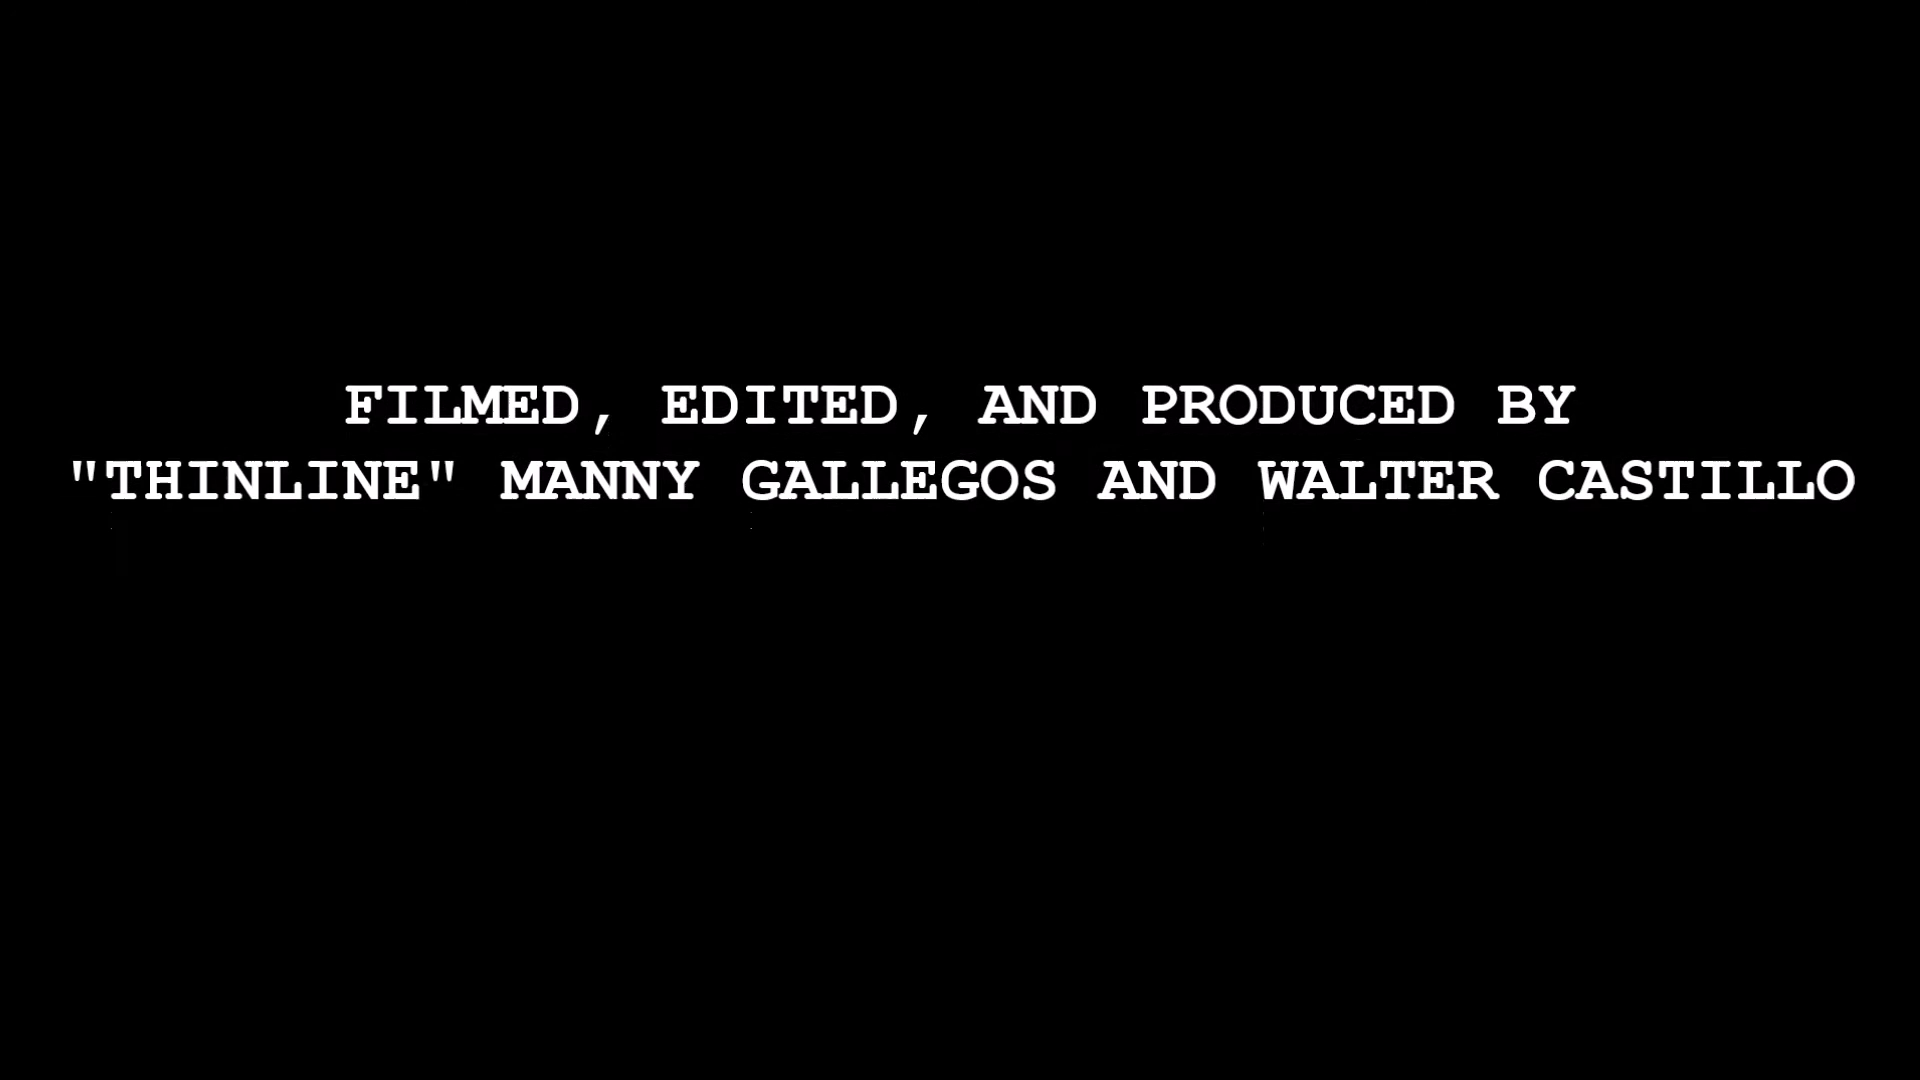 FILMED, EDITED, AND PRODUCED BY
"THINLINE" MANNY GALLEGOS AND WALTER CASTILLO